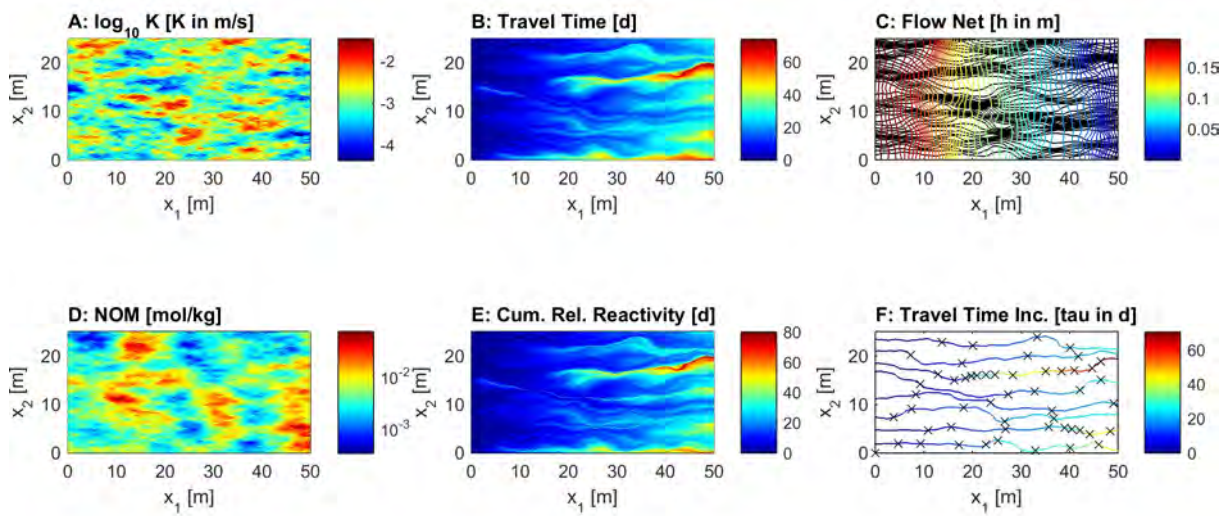 A: log₁₀ K [K in m/s]
B: Travel Time [d]
C: Flow Net [h in m]
20
10
0
x₂ [m]
0 10 20 30 40 50
x₁ [m]
-2
-3
-4
20
10
0
x₂ [m]
0 10 20 30 40 50
x₁ [m]
60
40
20
0
20
10
0
x₂ [m]
0 10 20 30 40 50
x₁ [m]
0.15
0.1
0.05
D: NOM [mol/kg]
E: Cum. Rel. Reactivity [d]
F: Travel Time Inc. [tau in d]
20
10
0
x₂ [m]
0 10 20 30 40 50
x₁ [m]
10⁻²
10⁻³
20
10
0
x₂ [m]
0 10 20 30 40 50
x₁ [m]
80
60
40
20
0
20
10
0
x₂ [m]
0 10 20 30 40 50
x₁ [m]
60
40
20
0